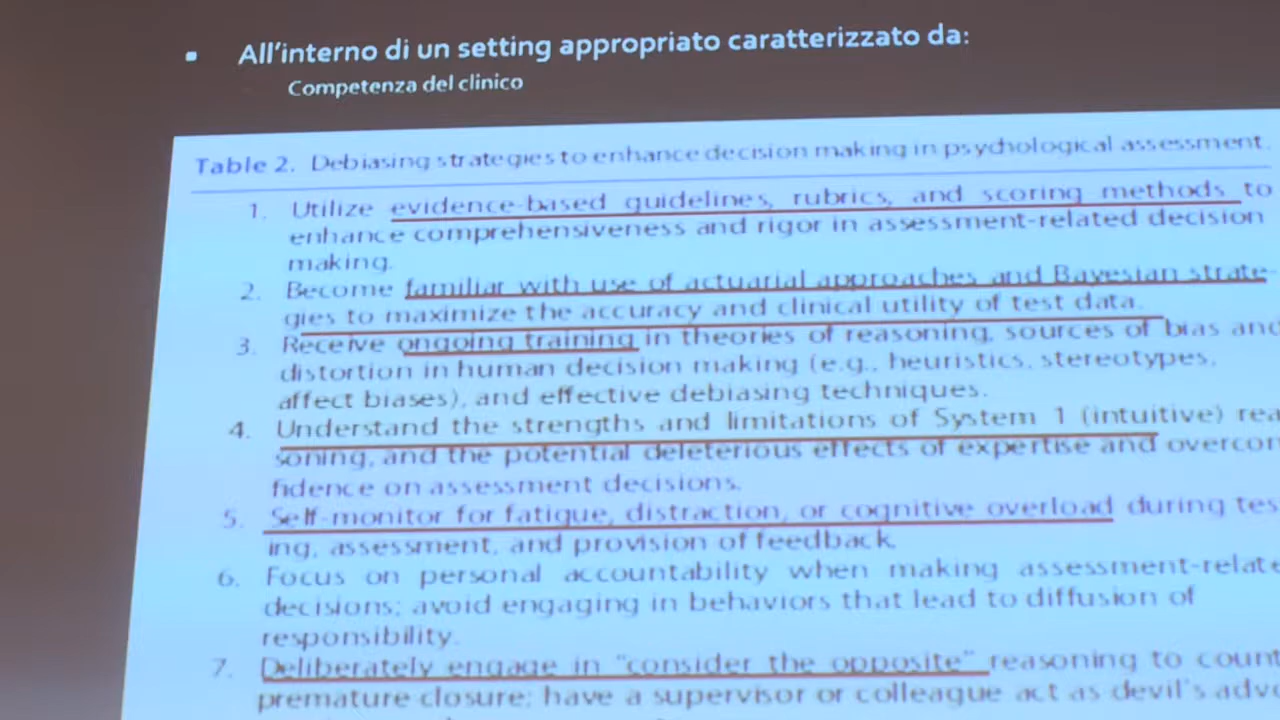 ▪ All'interno di un setting appropriato caratterizzato da:
Competenza del clinico
Table 2. Debiasing strategies to enhance decision making in psychological assessment.
1. Utilize evidence-based guidelines, rubrics, and scoring methods to
enhance comprehensiveness and rigor in assessment-related decision
making.
2. Become familiar with use of actuarial approaches and Bayesian strate-
gies to maximize the accuracy and clinical utility of test data.
3. Receive ongoing training in theories of reasoning, sources of bias and
distortion in human decision making (e.g., heuristics, stereotypes,
affect biases), and effective debiasing techniques.
4. Understand the strengths and limitations of System 1 (intuitive) rea
soning, and the potential deleterious effects of expertise and overcon
fidence on assessment decisions.
5. Self-monitor for fatigue, distraction, or cognitive overload during tes
ing, assessment, and provision of feedback.
6. Focus on personal accountability when making assessment-relate
decisions; avoid engaging in behaviors that lead to diffusion of
responsibility.
7. Deliberately engage in "consider the opposite" reasoning to count
premature closure; have a supervisor or colleague act as devil's advo